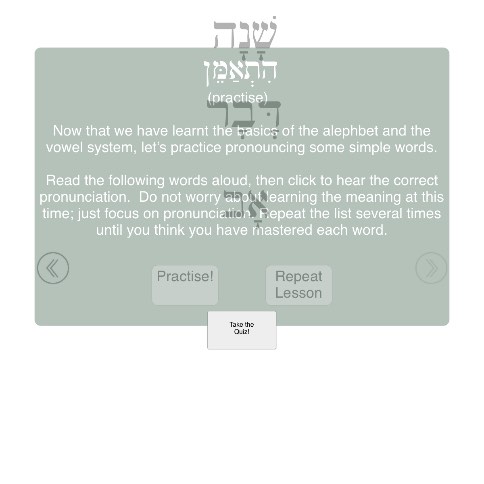 שָׁנָה
הִתְאַמֵּן
(practise)
דְּבָר
Now that we have learnt the basics of the alephbet and the
vowel system, let's practice pronouncing some simple words.
Read the following words aloud, then click to hear the correct
pronunciation. Do not worry about learning the meaning at this
אָב
time; just focus on pronunciation. Repeat the list several times
until you think you have mastered each word.
Practise!
Repeat
Lesson
Take the
Quiz!